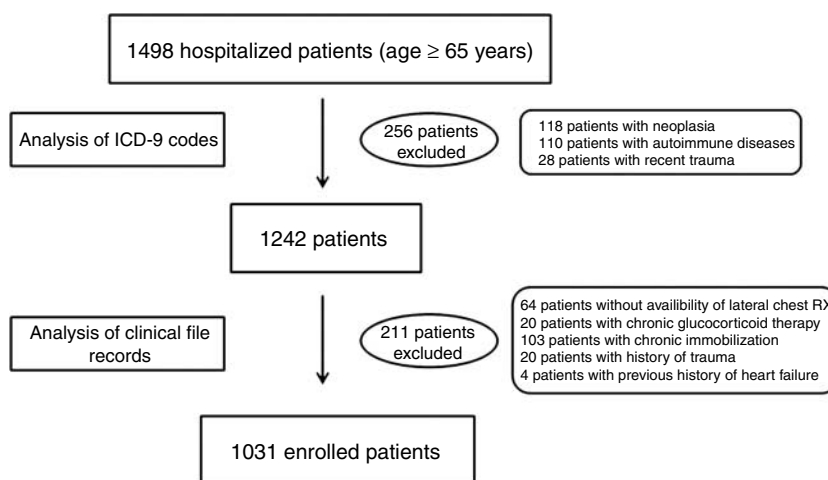 1498 hospitalized patients (age ≥ 65 years)
Analysis of ICD-9 codes
256 patients
excluded
118 patients with neoplasia
110 patients with autoimmune diseases
28 patients with recent trauma
1242 patients
Analysis of clinical file
records
211 patients
excluded
64 patients without availibility of lateral chest RX
20 patients with chronic glucocorticoid therapy
103 patients with chronic immobilization
20 patients with history of trauma
4 patients with previous history of heart failure
1031 enrolled patients